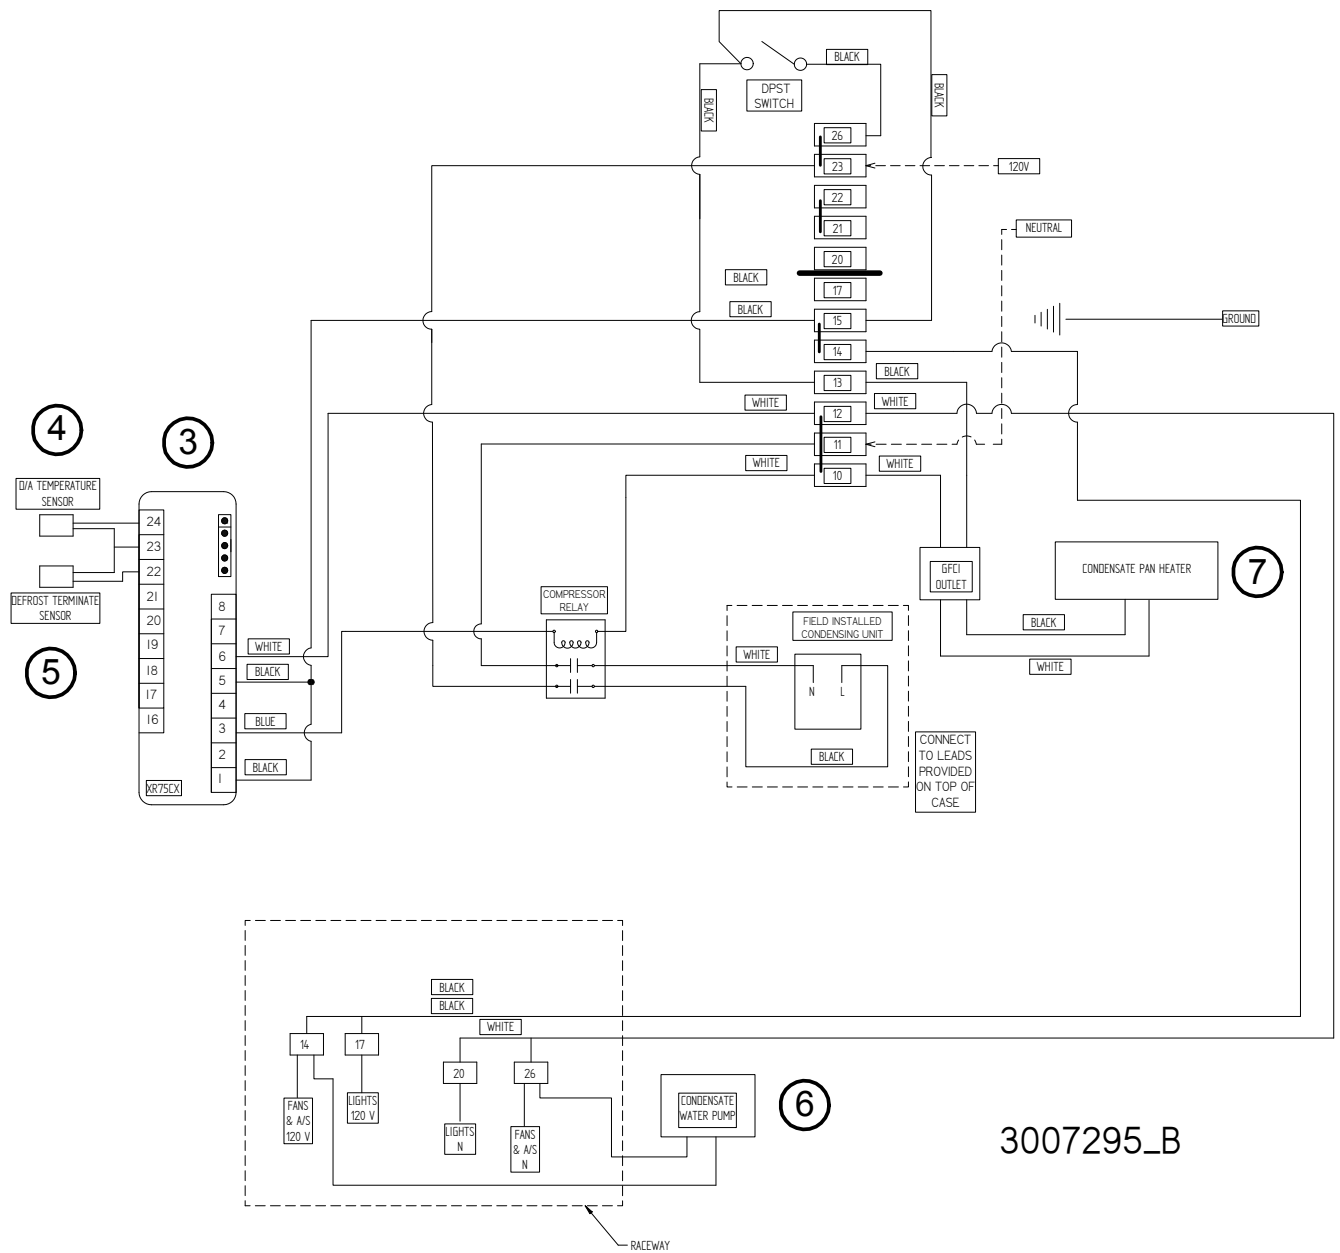 BLACK
DPST
SWITCH
BLACK
BLACK
26
23
120V
22
21
NEUTRAL
20
BLACK
17
BLACK
15
GROUND
14
BLACK
13
WHITE
12
WHITE
11
WHITE
10
WHITE
4
3
D/A TEMPERATURE
SENSOR
24
23
22
21
20
19
18
17
16
DEFROST TERMINATE
SENSOR
5
8
7
6
5
4
3
2
1
XR75CX
WHITE
BLACK
BLUE
BLACK
COMPRESSOR
RELAY
FIELD INSTALLED
CONDENSING UNIT
WHITE
N
L
BLACK
GFCI
OUTLET
CONDENSATE PAN HEATER
7
BLACK
WHITE
CONNECT
TO LEADS
PROVIDED
ON TOP OF
CASE
BLACK
BLACK
WHITE
14
17
20
26
FANS
& A/S
120 V
LIGHTS
120 V
LIGHTS
N
FANS
& A/S
N
CONDENSATE
WATER PUMP
6
3007295_B
RACEWAY